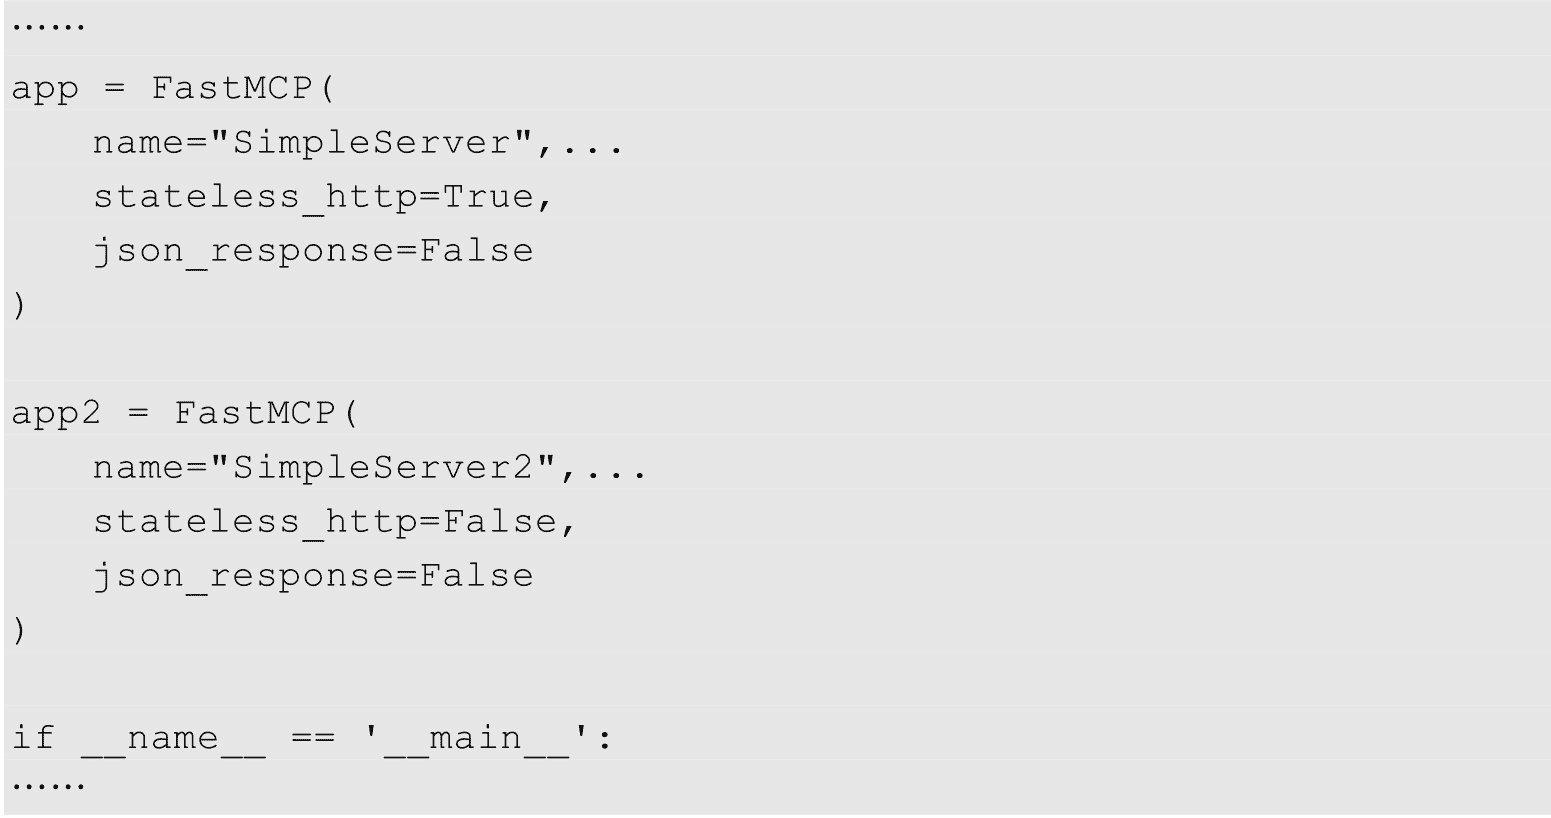 ......
app = FastMCP(
    name="SimpleServer",...
    stateless_http=True,
    json_response=False
)
app2 = FastMCP(
    name="SimpleServer2",...
    stateless_http=False,
    json_response=False
)
if __name__ == '__main__':
......